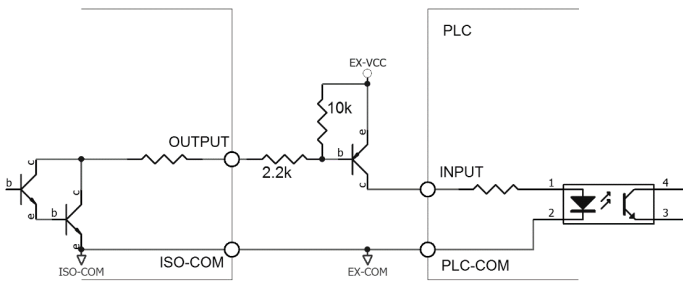 PLC
EX-VCC
10k
e
OUTPUT
b
2.2k
c
INPUT
c
c
b
b
e
e
1
4
2
3
ISO-COM
ISO-COM
EX-COM
PLC-COM